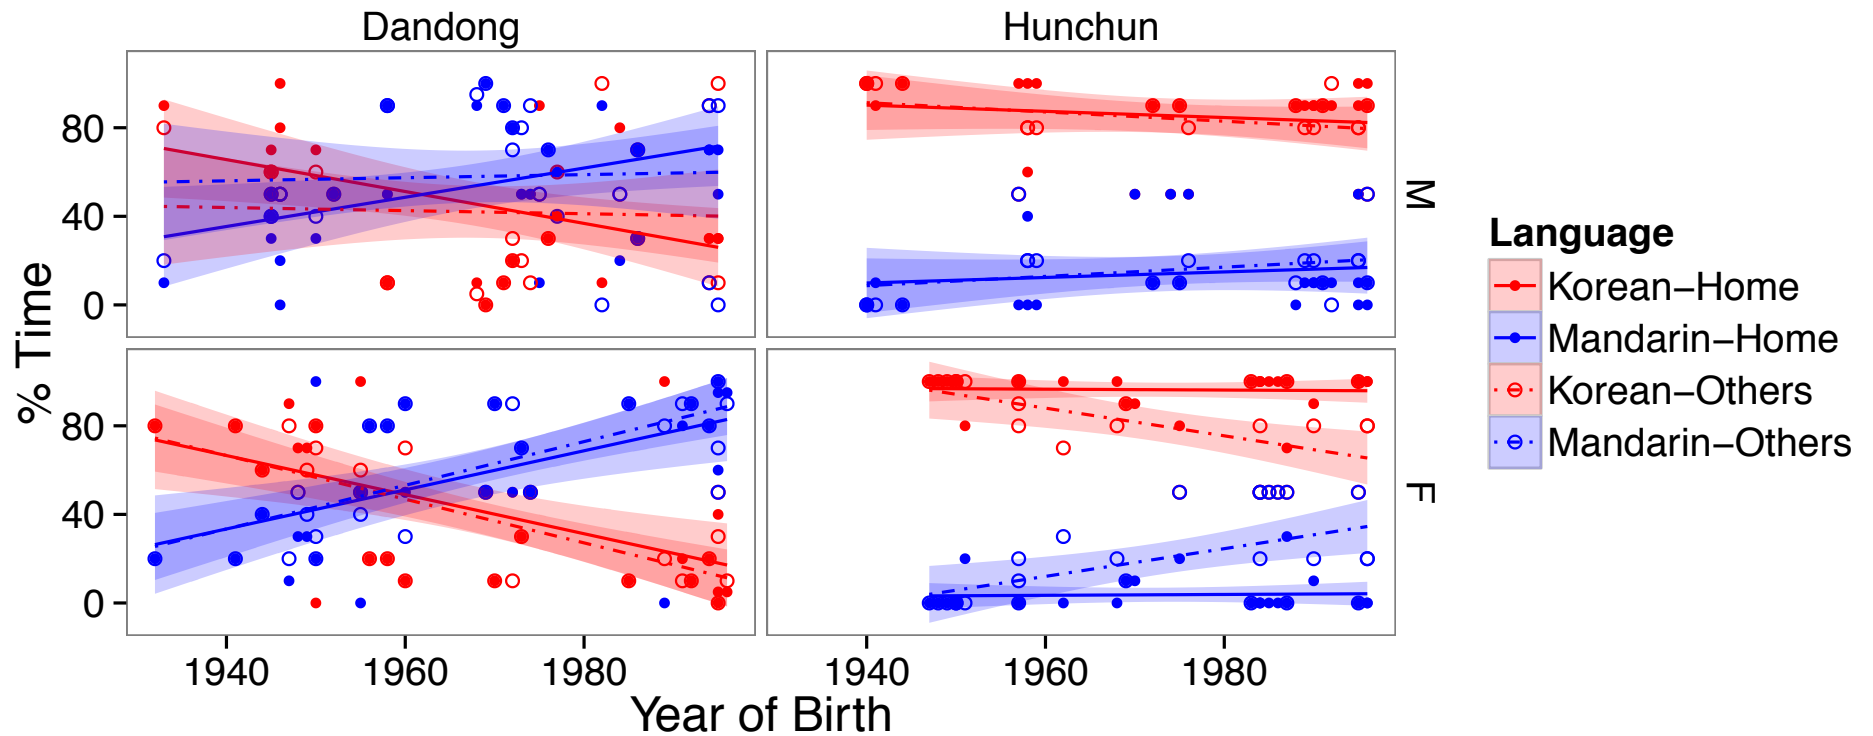 Dandong
Hunchun
80
40
0
M
80
40
0
F
1940 1960 1980
1940 1960 1980
% Time
Year of Birth
Language
Korean−Home
Mandarin−Home
Korean−Others
Mandarin−Others